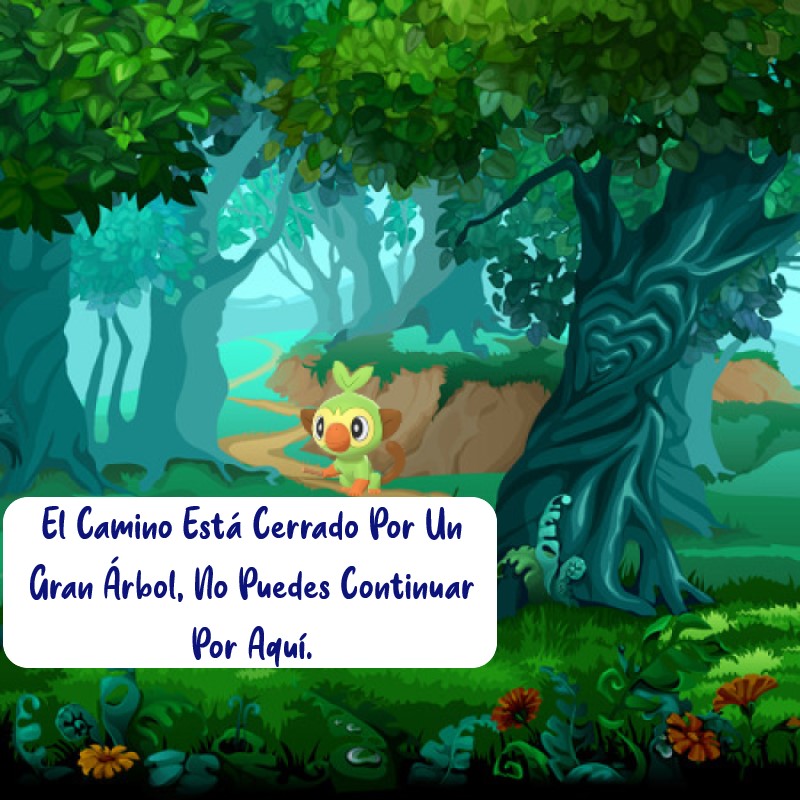 El Camino Está Cerrado Por Un
Gran Árbol, No Puedes Continuar
Por Aquí.